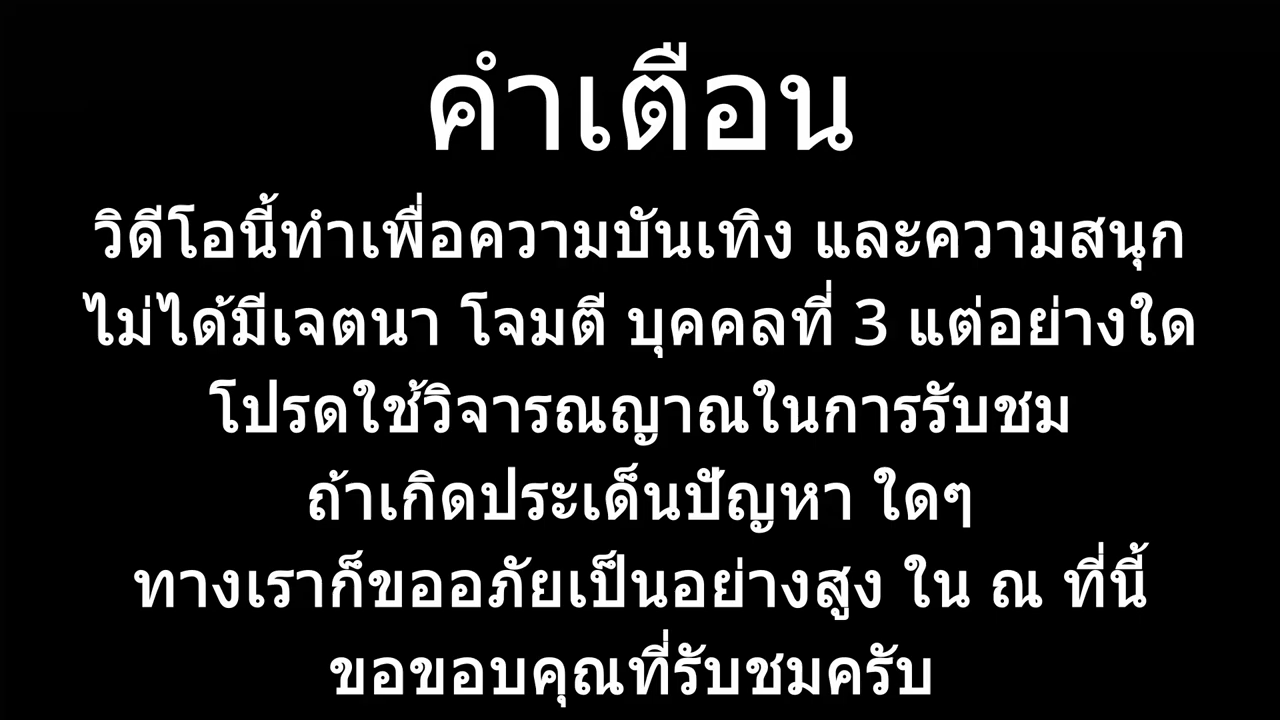 คำเตือน
วิดีโอนี้ทำเพื่อความบันเทิง และความสนุก
ไม่ได้มีเจตนา โจมตี บุคคลที่ 3 แต่อย่างใด
โปรดใช้วิจารณญาณในการรับชม
ถ้าเกิดประเด็นปัญหา ใดๆ
ทางเราก็ขออภัยเป็นอย่างสูง ใน ณ ที่นี้
ขอขอบคุณที่รับชมครับ